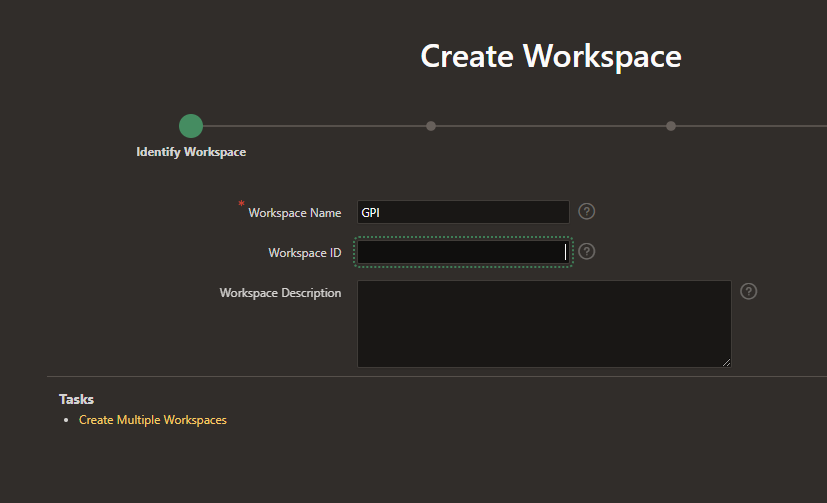 Create Workspace
Identify Workspace
* Workspace Name GPI ?
Workspace ID ?
Workspace Description ?
Tasks
• Create Multiple Workspaces